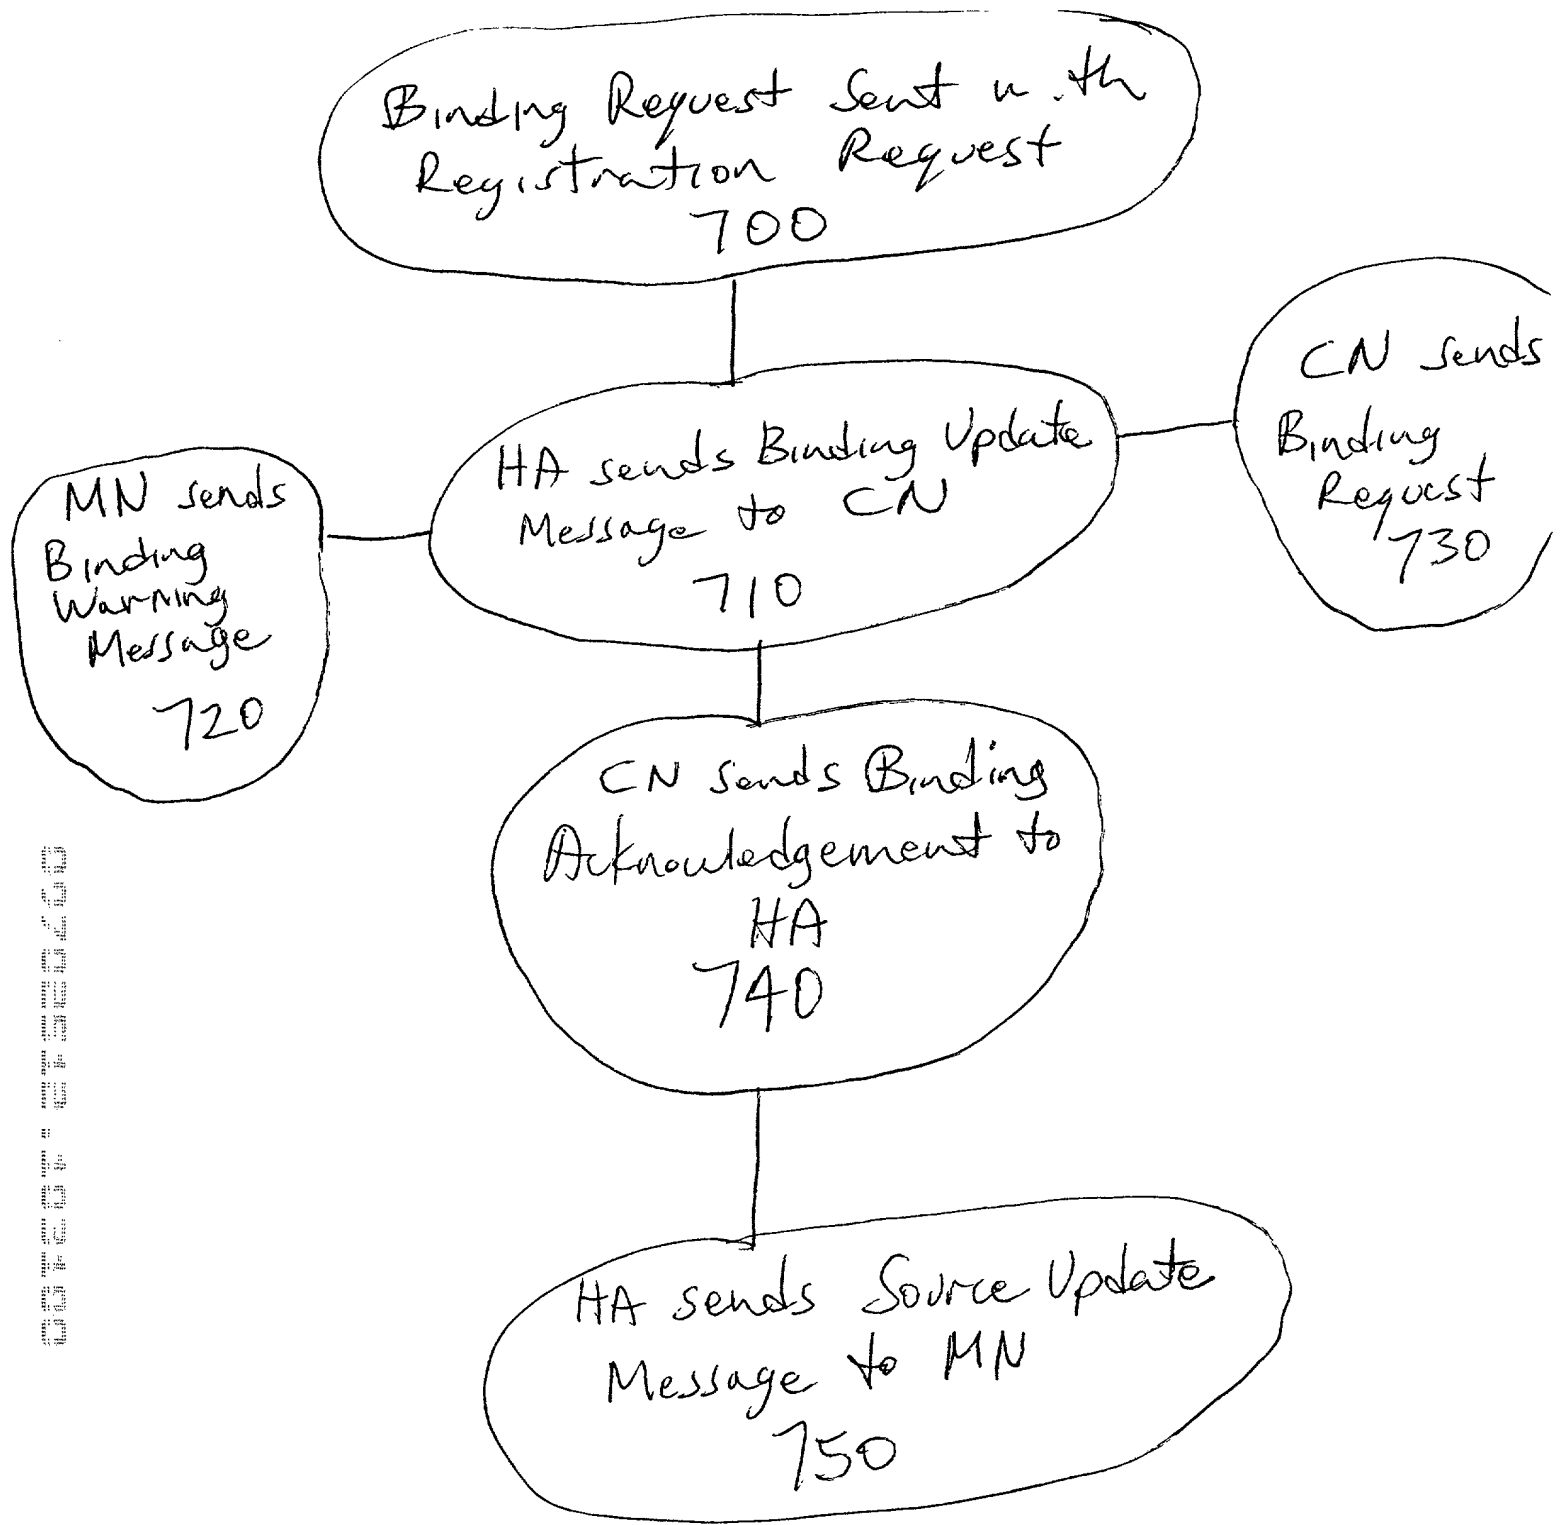 Binding Request Sent with
Registration Request
700
CN sends
Binding
Request
730
HA sends Binding Update
Message to CN
710
MN sends
Binding
Warning
Message
720
CN sends Binding
Acknowledgement to
HA
740
HA sends Source Update
Message to MN
750